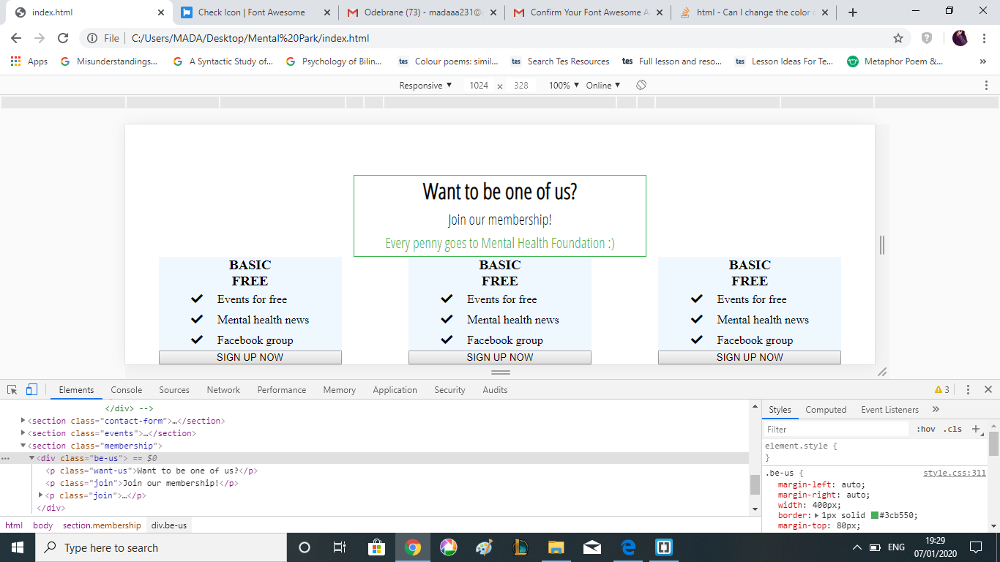 index.html
Check Icon | Font Awesome
Odebrane (73) - madaaa231@
Confirm Your Font Awesome A
html - Can I change the color
File
C:/Users/MADA/Desktop/Mental%20Park/index.html
Apps
Misunderstandings...
A Syntactic Study of...
Psychology of Bilin...
tes Colour poems: simil...
tes Search Tes Resources
tes Full lesson and reso...
tes Lesson Ideas For Te...
Metaphor Poem &...
»
Responsive ▼ 1024 × 328 100% ▼ Online ▼
Want to be one of us?
Join our membership!
Every penny goes to Mental Health Foundation :)
BASIC
FREE
Events for free
Mental health news
Facebook group
SIGN UP NOW
BASIC
FREE
Events for free
Mental health news
Facebook group
SIGN UP NOW
BASIC
FREE
Events for free
Mental health news
Facebook group
SIGN UP NOW
Elements Console Sources Network Performance Memory Application Security Audits » 3
</div> -->
<section class="contact-form">…</section>
<section class="events">…</section>
<section class="membership">
<div class="be-us"> == $0
<p class="want-us">Want to be one of us?</p>
<p class="join">Join our membership!</p>
<p class="join">…</p>
</div>
html body section.membership div.be-us
Styles Computed Event Listeners »
Filter :hov .cls +
element.style {
}
.be-us { style.css:311
margin-left: auto;
margin-right: auto;
width: 400px;
border: 1px solid #3cb550;
margin-top: 80px;
Type here to search
ENG
19:29
07/01/2020